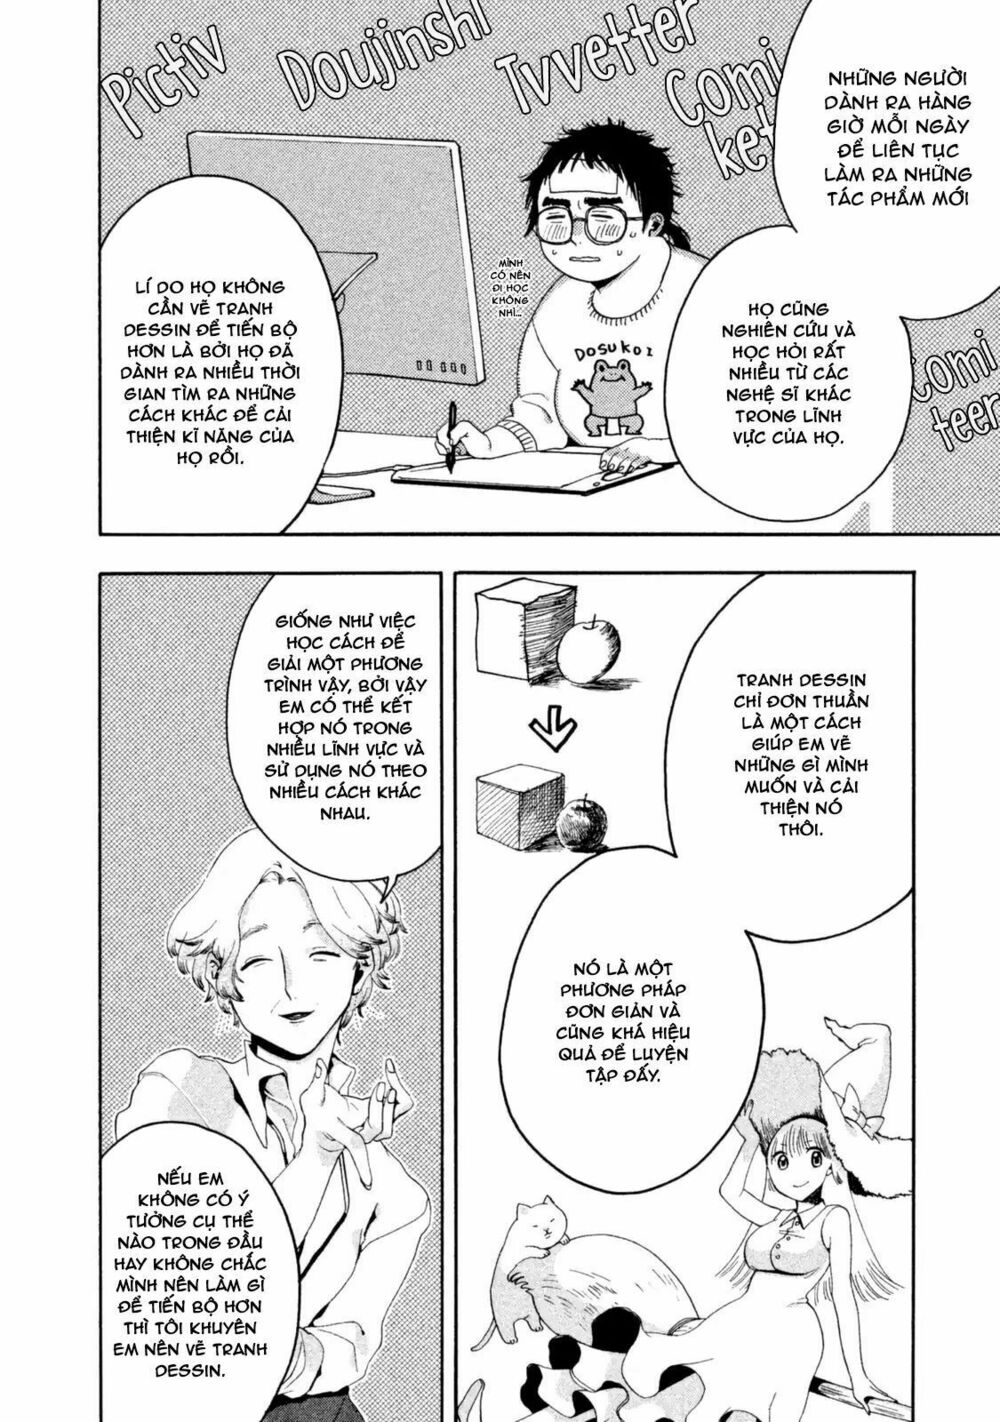 Pictiv
Doujinshi
Tvvetter
Comi
ket
NHỮNG NGƯỜI
DÀNH RA HÀNG
GIỜ MỖI NGÀY
ĐỂ LIÊN TỤC
LÀM RA NHỮNG
TÁC PHẨM MỚI
HỌ CŨNG
NGHIÊN CỨU VÀ
HỌC HỎI RẤT
NHIỀU TỪ CÁC
NGHỆ SĨ KHÁC
TRONG LĨNH
VỰC CỦA HỌ.
Comi
teen
MÌNH
CÓ NÊN
ĐI HỌC
KHÔNG
NHỈ...
DOSUKOI
LÍ DO HỌ KHÔNG
CẦN VẼ TRANH
DESSIN ĐỂ TIẾN BỘ
HƠN LÀ BỞI HỌ ĐÃ
DÀNH RA NHIỀU THỜI
GIAN TÌM RA NHỮNG
CÁCH KHÁC ĐỂ CẢI
THIỆN KĨ NĂNG CỦA
HỌ RỒI.
TRANH DESSIN
CHỈ ĐƠN THUẦN
LÀ MỘT CÁCH
GIÚP EM VẼ
NHỮNG GÌ MÌNH
MUỐN VÀ CẢI
THIỆN NÓ
THÔI.
NÓ LÀ MỘT
PHƯƠNG PHÁP
ĐƠN GIẢN VÀ
CŨNG KHÁ HIỆU
QUẢ ĐỂ LUYỆN
TẬP ĐẤY.
GIỐNG NHƯ VIỆC
HỌC CÁCH ĐỂ
GIẢI MỘT PHƯƠNG
TRÌNH VẬY, BỞI VẬY
EM CÓ THỂ KẾT
HỢP NÓ TRONG
NHIỀU LĨNH VỰC VÀ
SỬ DỤNG NÓ THEO
NHIỀU CÁCH KHÁC
NHAU.
NẾU EM
KHÔNG CÓ Ý
TƯỞNG CỤ THỂ
NÀO TRONG ĐẦU
HAY KHÔNG CHẮC
MÌNH NÊN LÀM GÌ
ĐỂ TIẾN BỘ HƠN
THÌ TÔI KHUYÊN
EM NÊN VẼ TRANH
DESSIN.